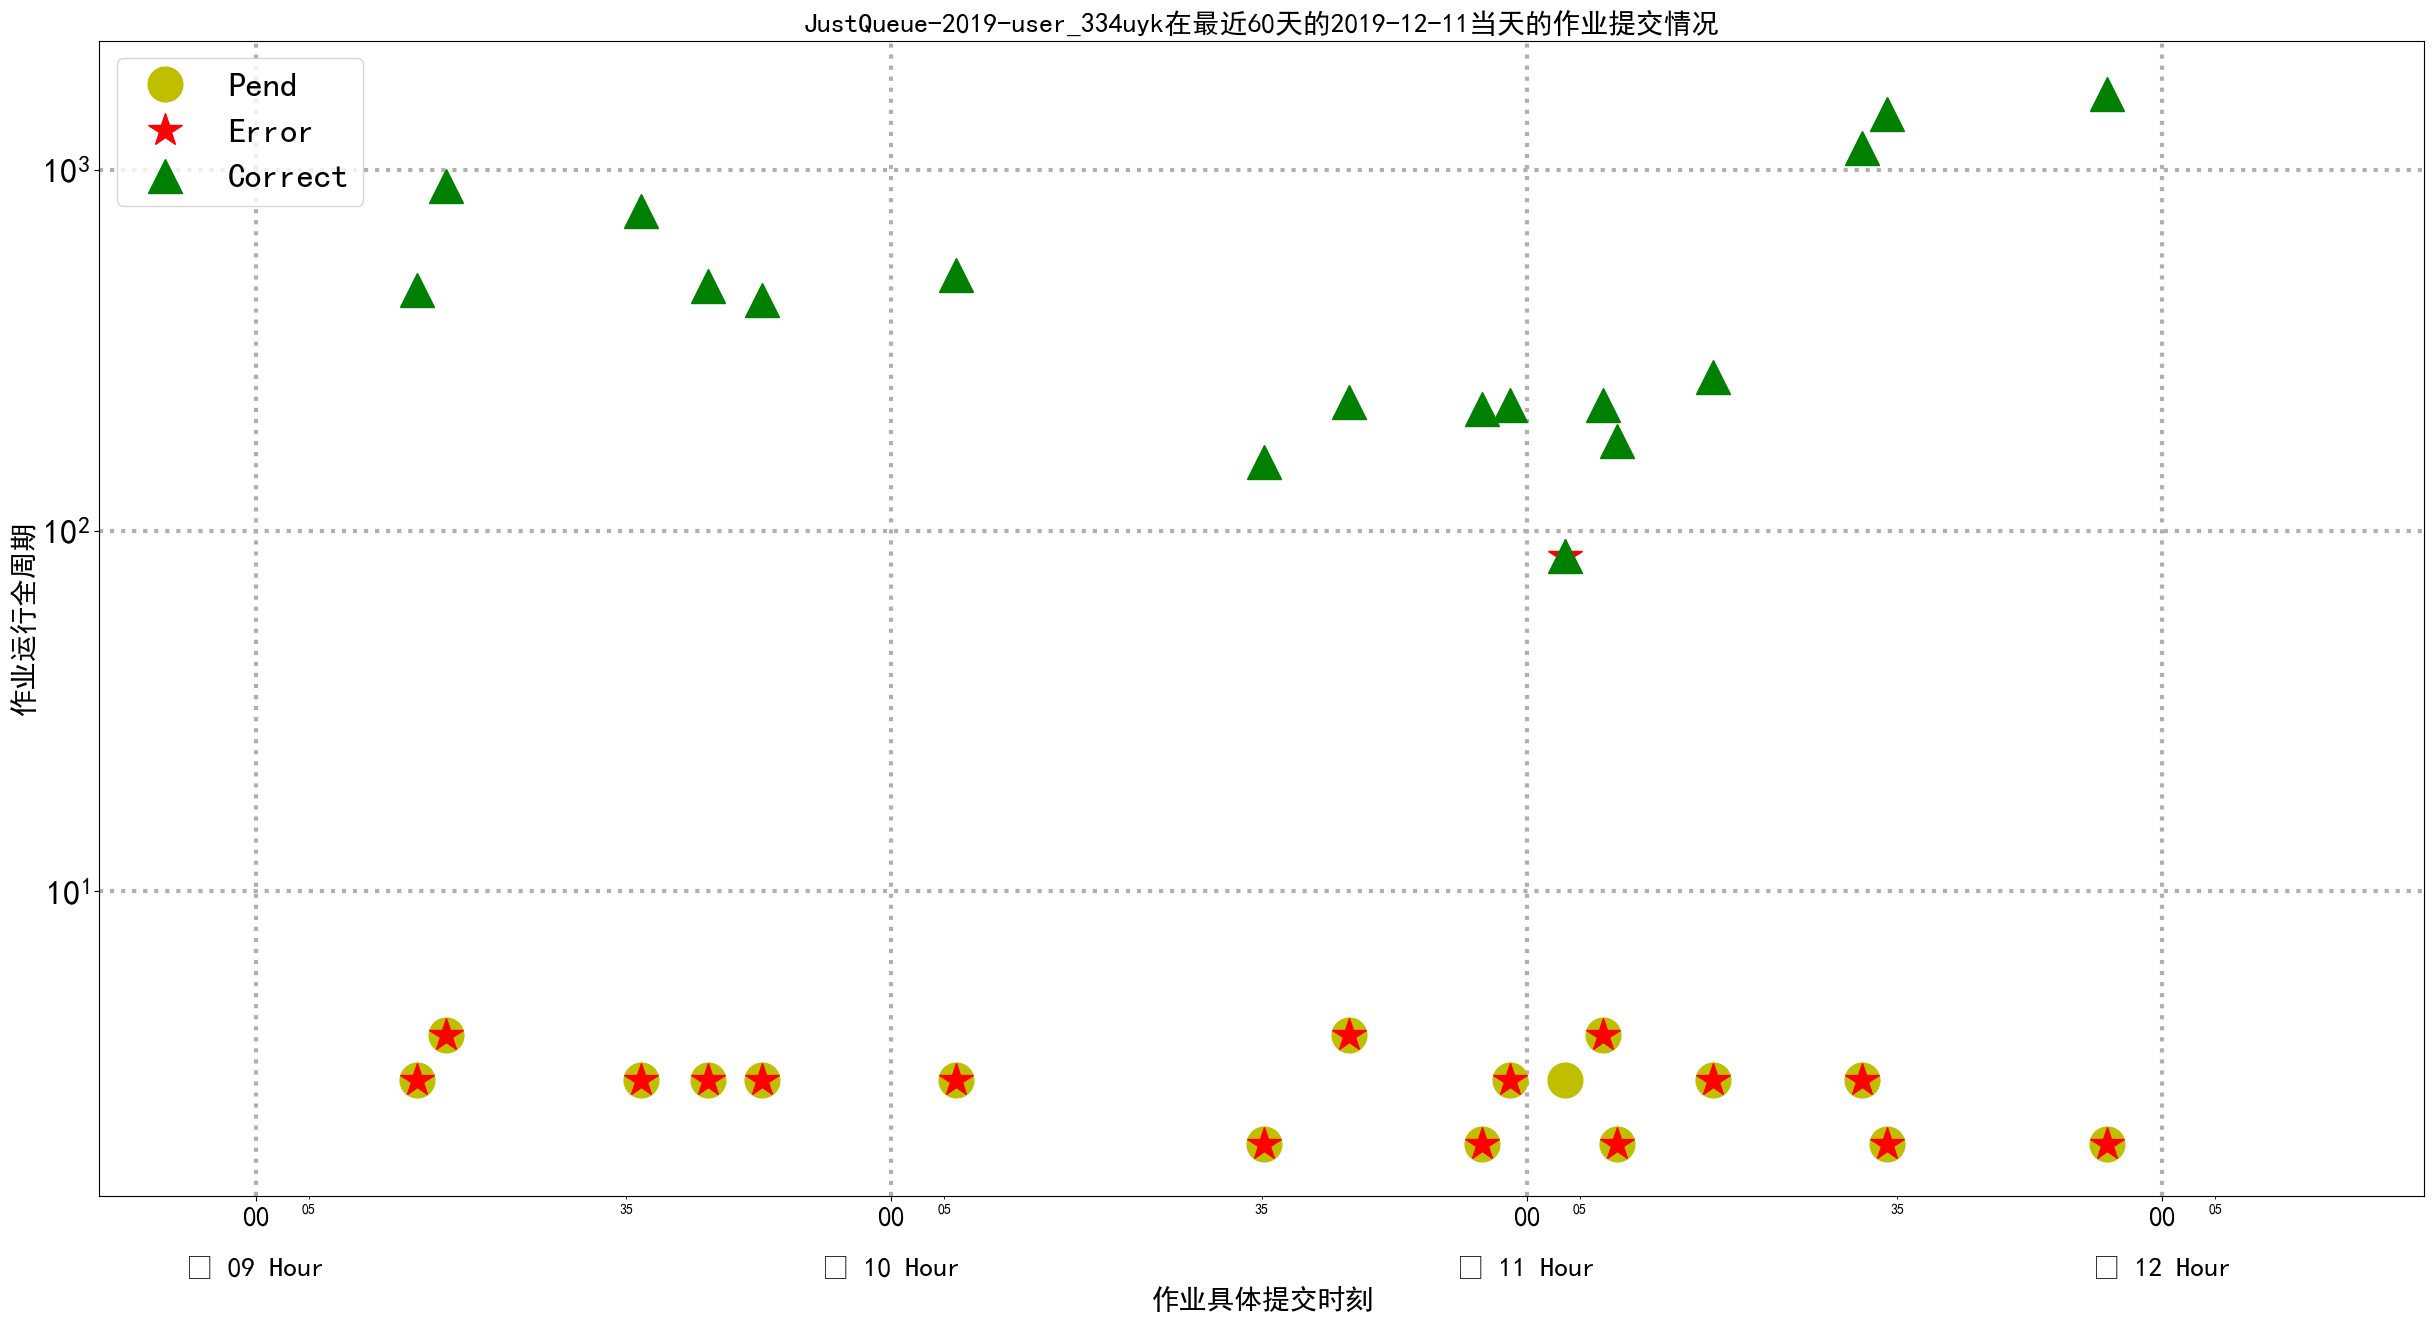 JustQueue-2019-user_334uyk在最近60天的2019-12-11当天的作业提交情况
Pend
Error
Correct
10³
10²
10¹
作业运行全周期
00 05 35 00 05 35 00 05 35 00 05
□ 09 Hour □ 10 Hour □ 11 Hour □ 12 Hour
作业具体提交时刻